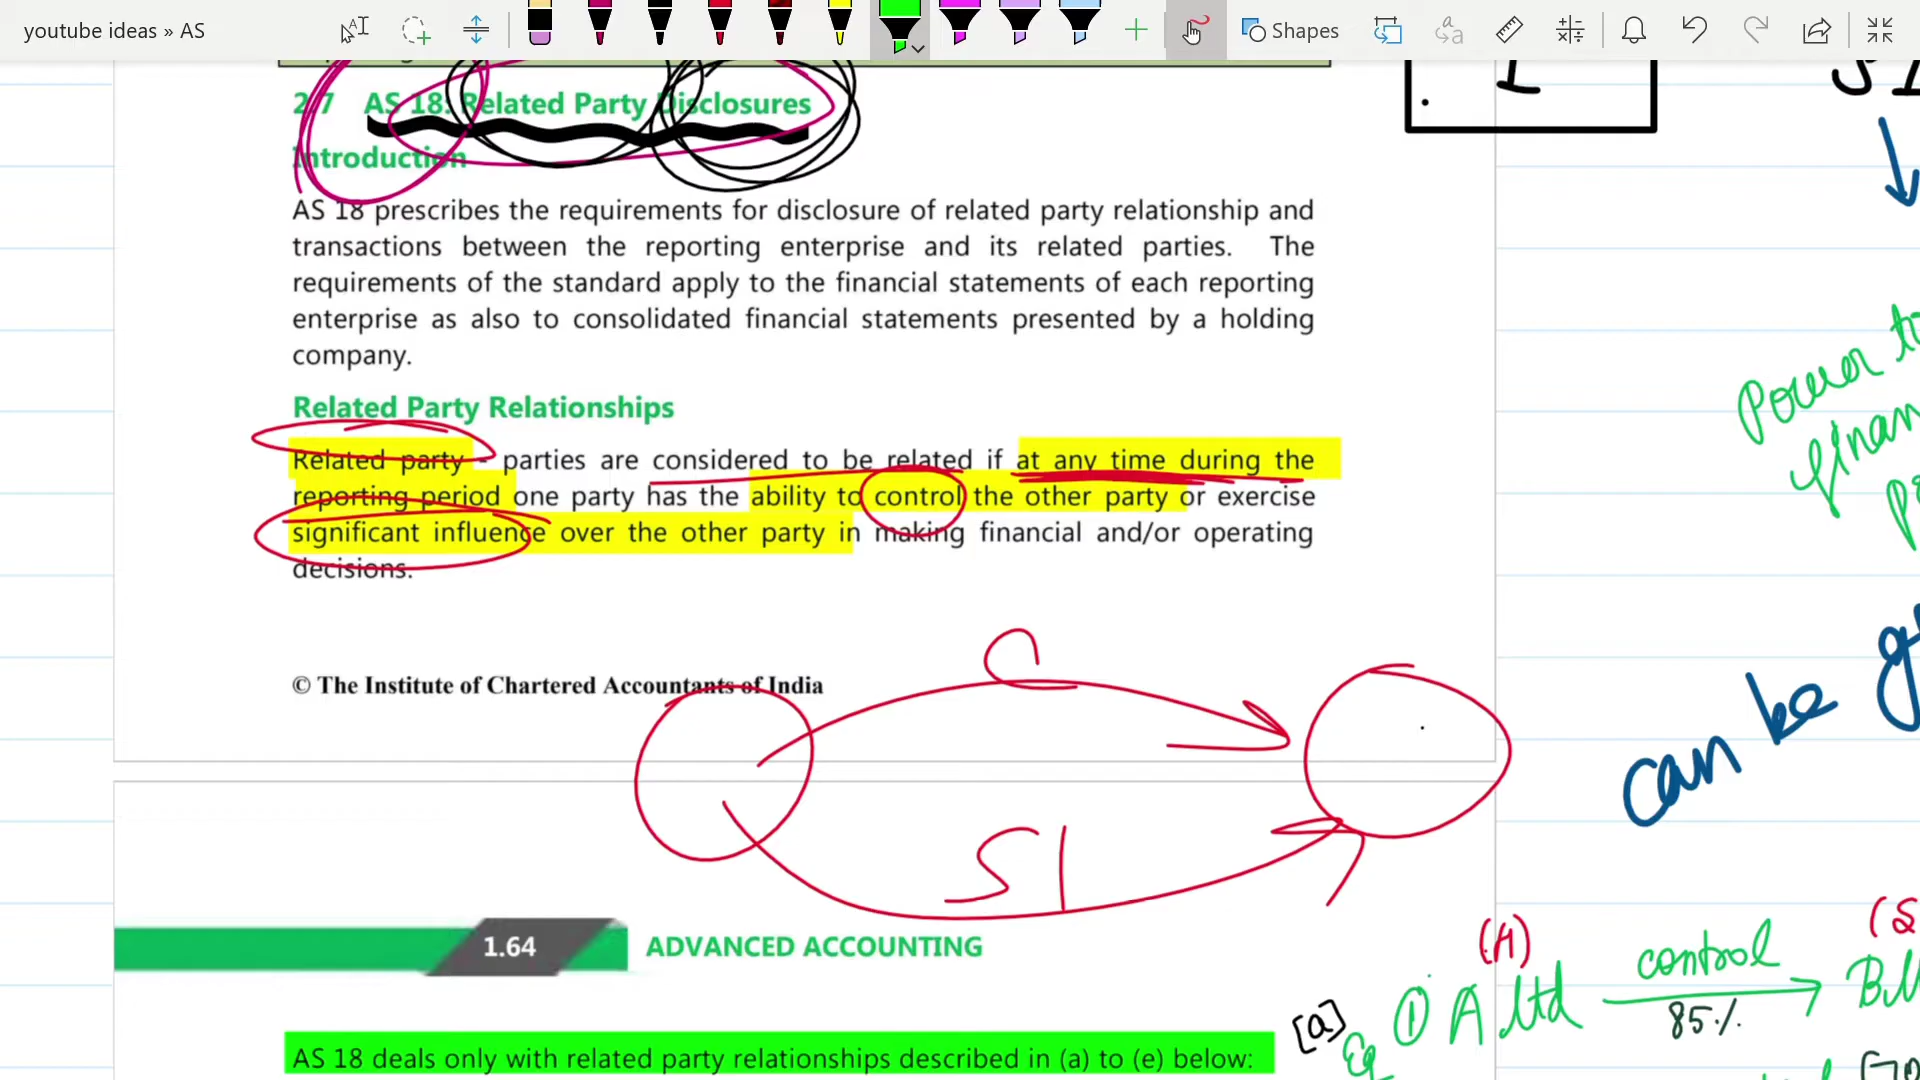 youtube ideas » AS
Shapes
2.7 AS 18: Related Party Disclosures
Introduction
AS 18 prescribes the requirements for disclosure of related party relationship and
transactions between the reporting enterprise and its related parties. The
requirements of the standard apply to the financial statements of each reporting
enterprise as also to consolidated financial statements presented by a holding
company.
Related Party Relationships
Related party - parties are considered to be related if at any time during the
reporting period one party has the ability to control the other party or exercise
significant influence over the other party in making financial and/or operating
decisions.
© The Institute of Chartered Accountants of India
C
SI
1.64 ADVANCED ACCOUNTING
AS 18 deals only with related party relationships described in (a) to (e) below:
SI
Power to
finan
can be
(A)
[a] Eg ① A ltd control
85%